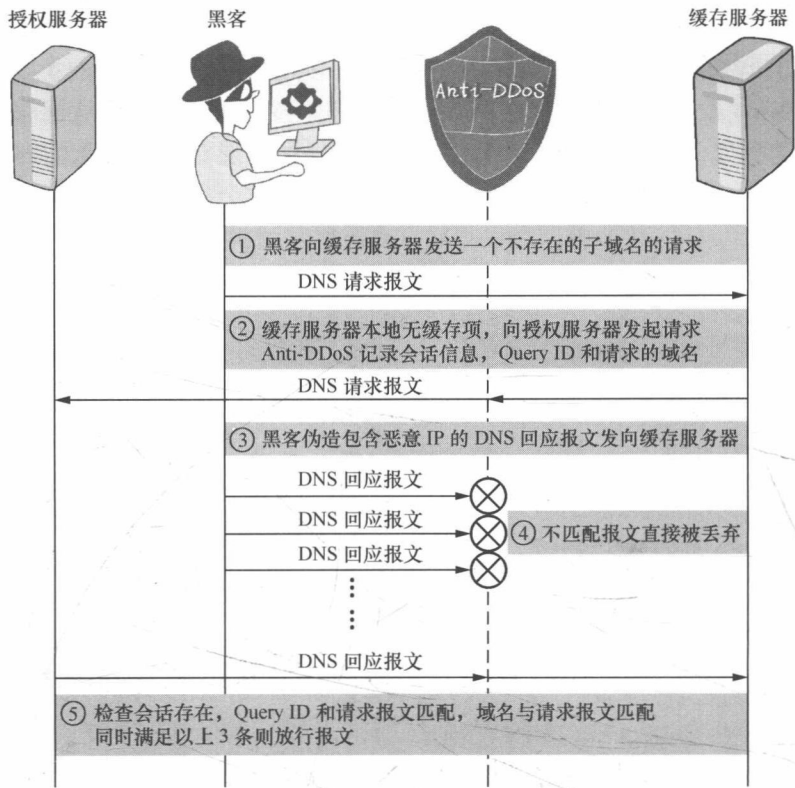 授权服务器
黑客
缓存服务器
Anti-DDoS
① 黑客向缓存服务器发送一个不存在的子域名的请求
DNS 请求报文
② 缓存服务器本地无缓存项，向授权服务器发起请求
Anti-DDoS 记录会话信息，Query ID 和请求的域名
DNS 请求报文
③ 黑客伪造包含恶意 IP 的 DNS 回应报文发向缓存服务器
DNS 回应报文
DNS 回应报文
④ 不匹配报文直接被丢弃
DNS 回应报文
DNS 回应报文
⑤ 检查会话存在，Query ID 和请求报文匹配，域名与请求报文匹配
同时满足以上 3 条则放行报文